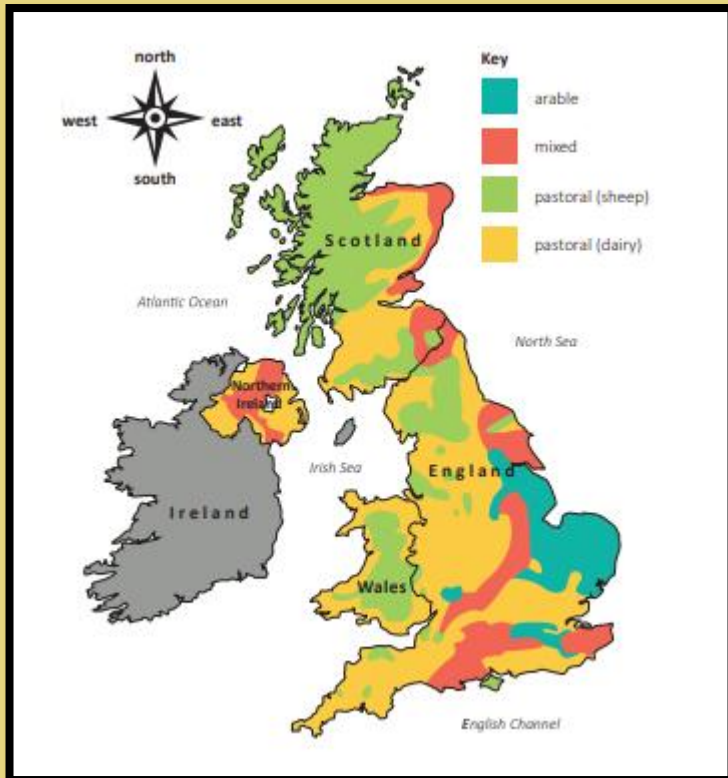 north
west
east
south
Key
arable
mixed
pastoral (sheep)
pastoral (dairy)
Scotland
Atlantic Ocean
North Sea
Northern
Ireland
Irish Sea
England
Ireland
Wales
English Channel